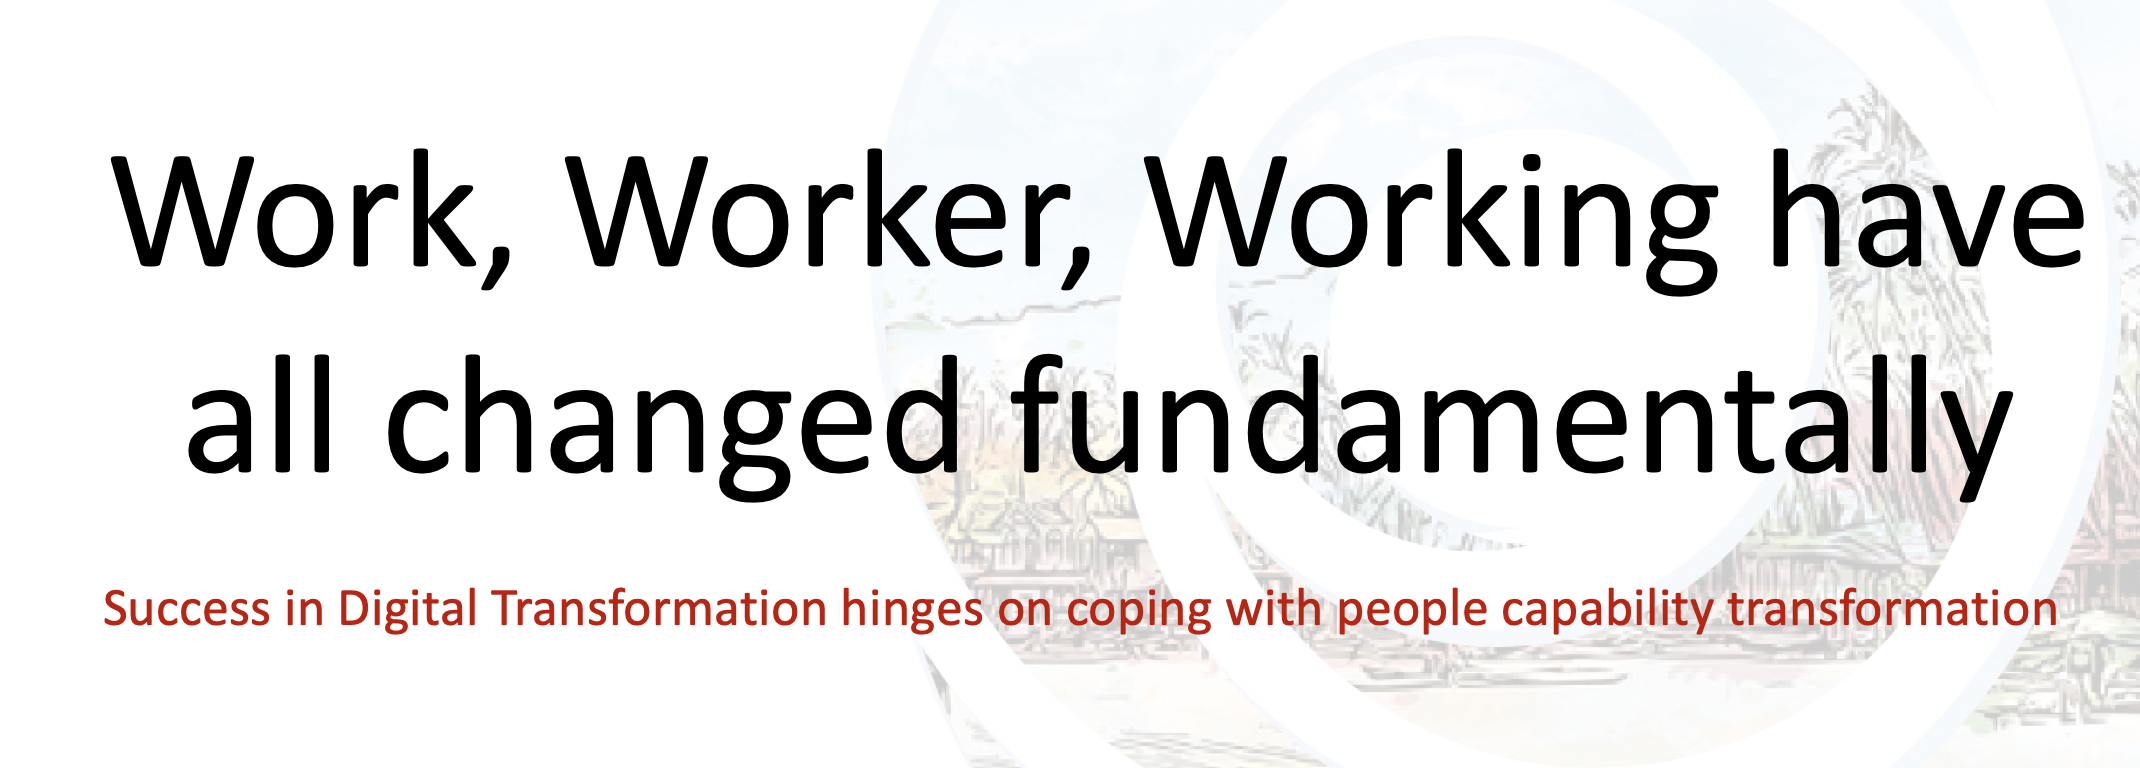 Work, Worker, Working have
all changed fundamentally
Success in Digital Transformation hinges on coping with people capability transformation